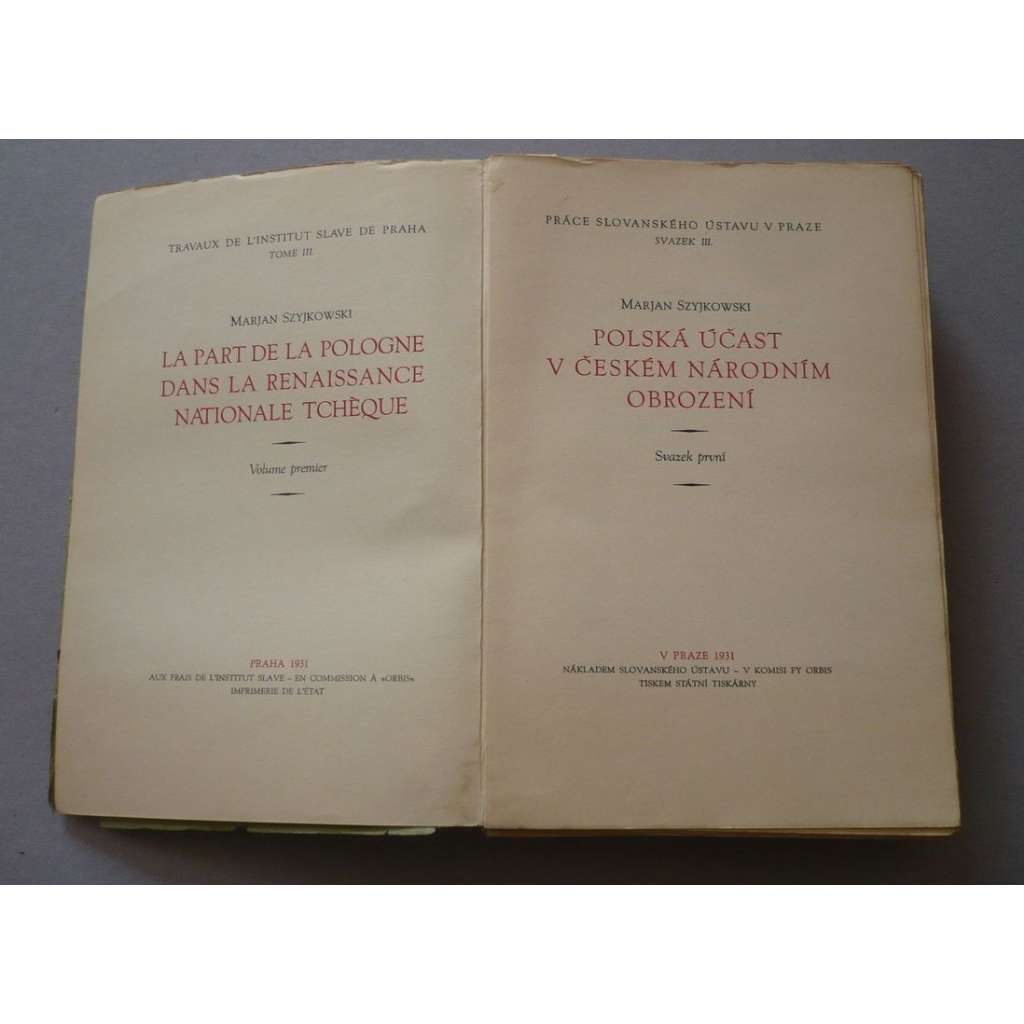 TRAVAUX DE L'INSTITUT SLAVE DE PRAHA
TOME III.
MARJAN SZYJKOWSKI
LA PART DE LA POLOGNE
DANS LA RENAISSANCE
NATIONALE TCHÈQUE
Volume premier
PRAHA 1931
AUX FRAIS DE L'INSTITUT SLAVE – EN COMMISSION À »ORBIS«
IMPRIMERIE DE L'ÉTAT
PRÁCE SLOVANSKÉHO ÚSTAVU V PRAZE
SVAZEK III.
MARJAN SZYJKOWSKI
POLSKÁ ÚČAST
V ČESKÉM NÁRODNÍM
OBROZENÍ
Svazek první
V PRAZE 1931
NÁKLADEM SLOVANSKÉHO ÚSTAVU – V KOMISI FY ORBIS
TISKEM STÁTNÍ TISKÁRNY